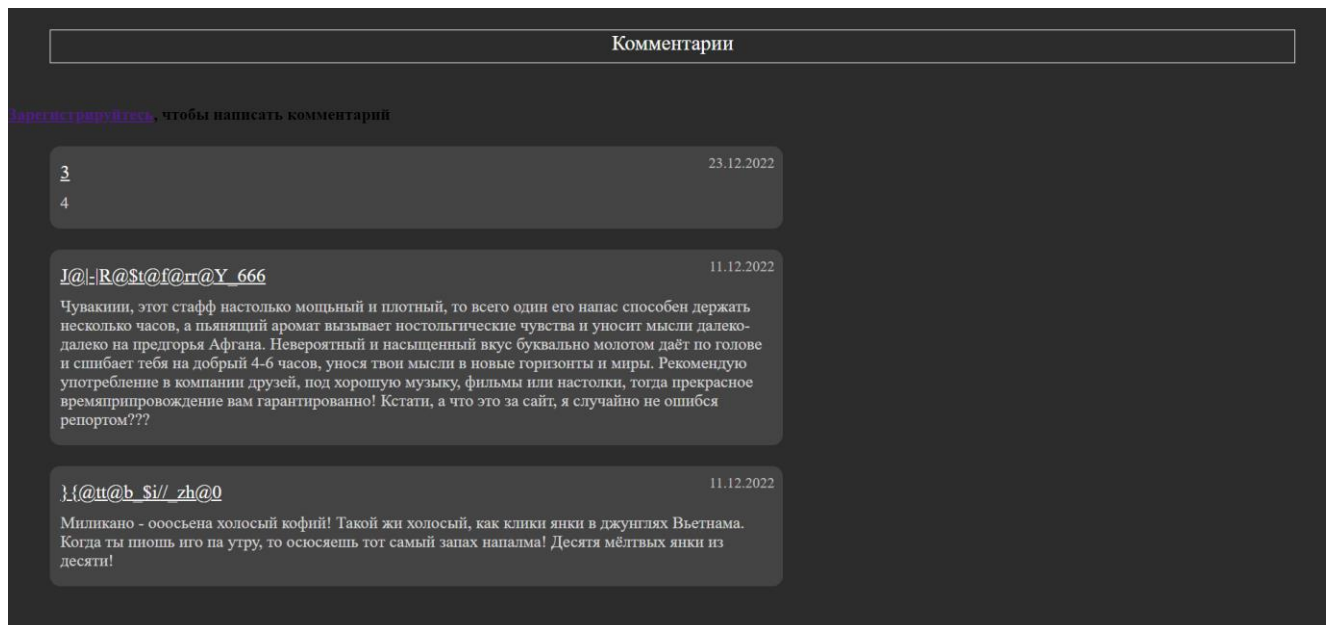 Комментарии
Зарегистрируйтесь, чтобы написать комментарий
3
23.12.2022
4
J@|-|R@$t@f@rr@Y_666
11.12.2022
Чувакиии, этот стафф настолько мощьный и плотный, то всего один его напас способен держать
несколько часов, а пьянящий аромат вызывает ностольгические чувства и уносит мысли далеко-
далеко на предгорья Афгана. Невероятный и насыщенный вкус буквально молотом даёт по голове
и сшибает тебя на добрый 4-6 часов, унося твои мысли в новые горизонты и миры. Рекомендую
употребление в компании друзей, под хорошую музыку, фильмы или настолки, тогда прекрасное
времяприпровождение вам гарантированно! Кстати, а что это за сайт, я случайно не ошибся
репортом???
}{@tt@b_$i//_zh@0
11.12.2022
Миликано - ооосьена холосый кофий! Такой жи холосый, как клики янки в джунглях Вьетнама.
Когда ты пиошь иго па утру, то осюсяешь тот самый запах напалма! Десятя мёлтвых янки из
десяти!